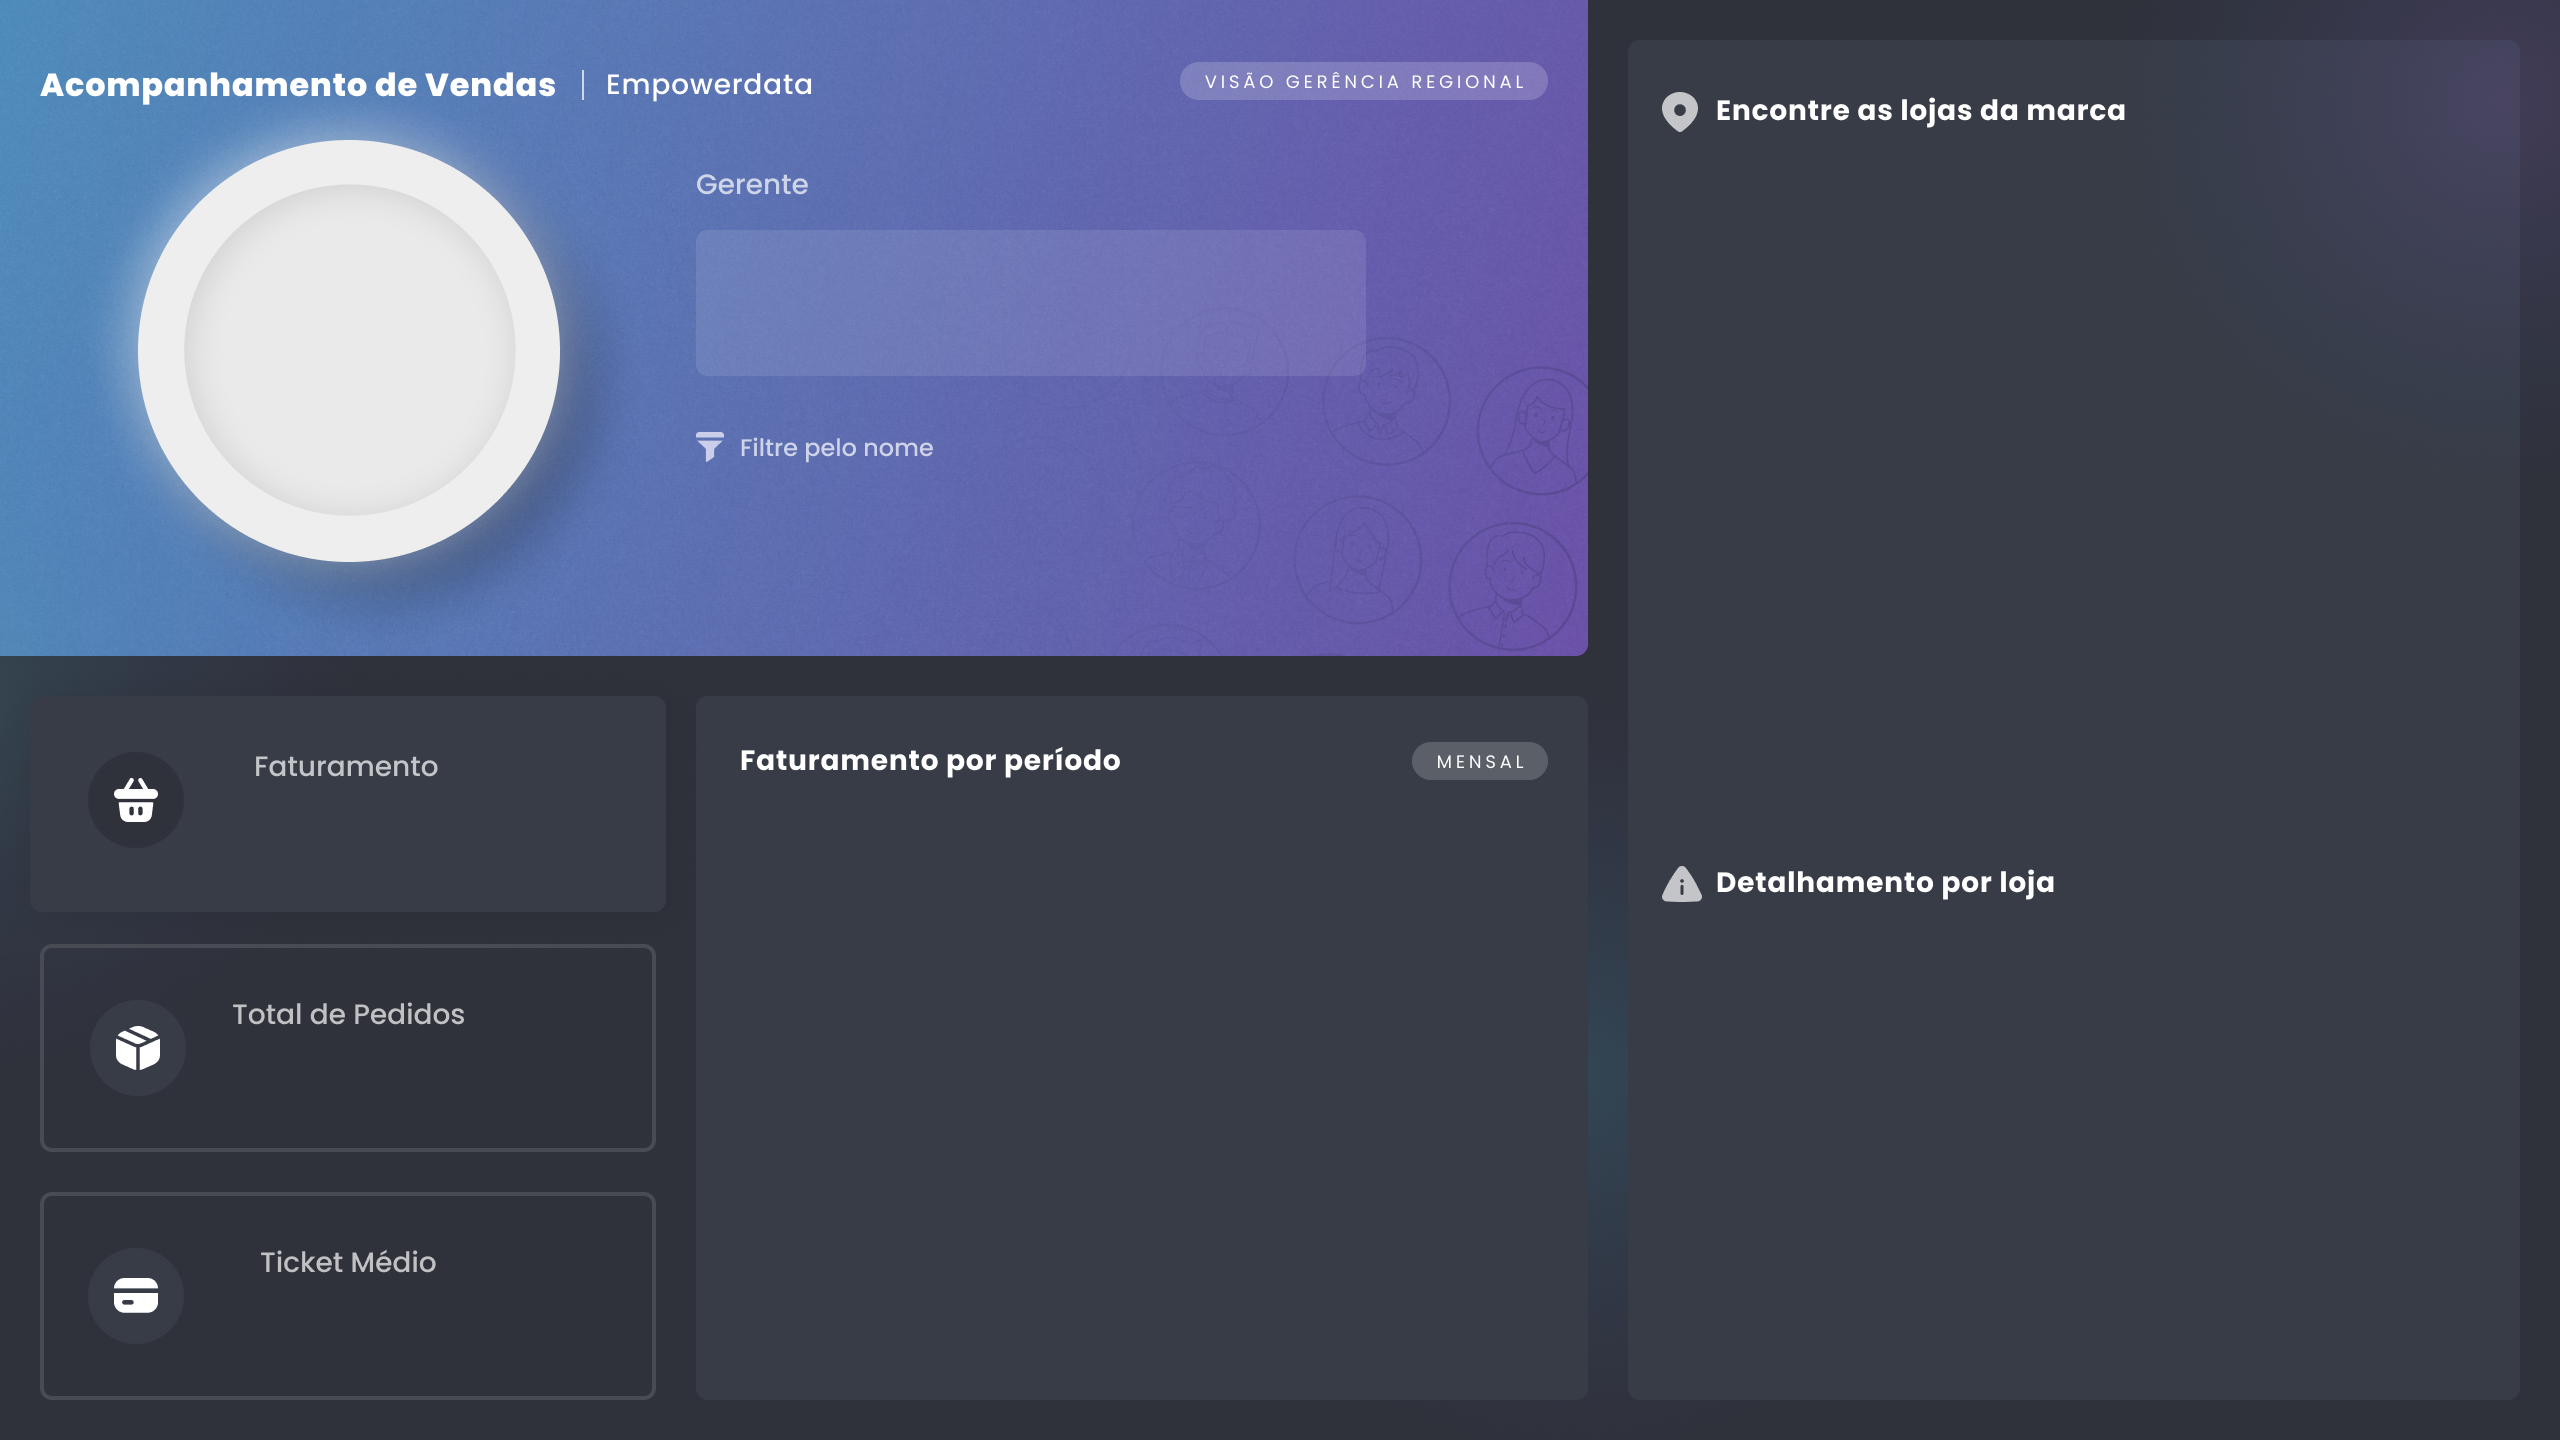 Acompanhamento de Vendas | Empowerdata
VISÃO GERÊNCIA REGIONAL
Gerente
Filtre pelo nome
Faturamento
Total de Pedidos
Ticket Médio
Faturamento por período
MENSAL
Encontre as lojas da marca
Detalhamento por loja